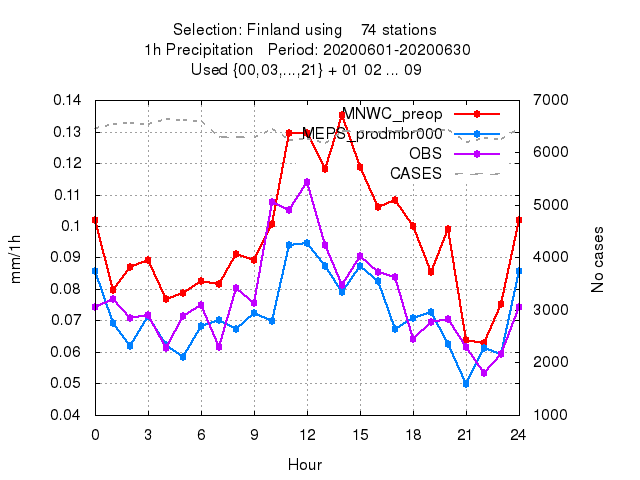 Selection: Finland using 74 stations
1h Precipitation Period: 20200601-20200630
Used {00,03,...,21} + 01 02 ... 09
0.14 7000
MNWC_preop
0.13 MEPS_prodmbr000
6000
0.12 OBS
CASES
0.11
5000
0.1
0.09 4000
0.08
3000
0.07
0.06 2000
0.05
0.04 1000
mm/1h
No cases
0 3 6 9 12 15 18 21 24
Hour